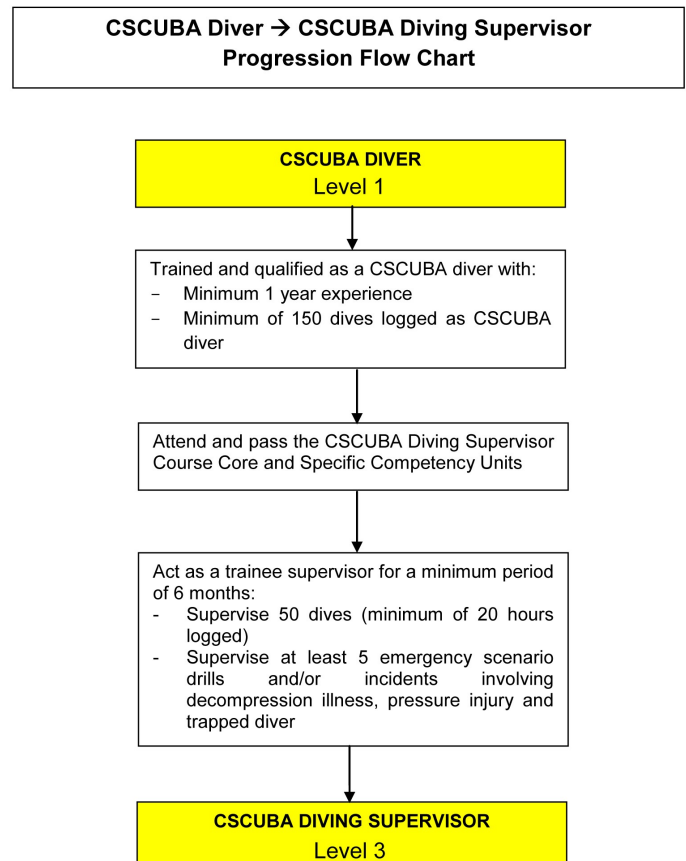 CSCUBA Diver → CSCUBA Diving Supervisor
Progression Flow Chart
CSCUBA DIVER
Level 1
Trained and qualified as a CSCUBA diver with:
− Minimum 1 year experience
− Minimum of 150 dives logged as CSCUBA
diver
Attend and pass the CSCUBA Diving Supervisor
Course Core and Specific Competency Units
Act as a trainee supervisor for a minimum period
of 6 months:
- Supervise 50 dives (minimum of 20 hours
logged)
- Supervise at least 5 emergency scenario
drills and/or incidents involving
decompression illness, pressure injury and
trapped diver
CSCUBA DIVING SUPERVISOR
Level 3